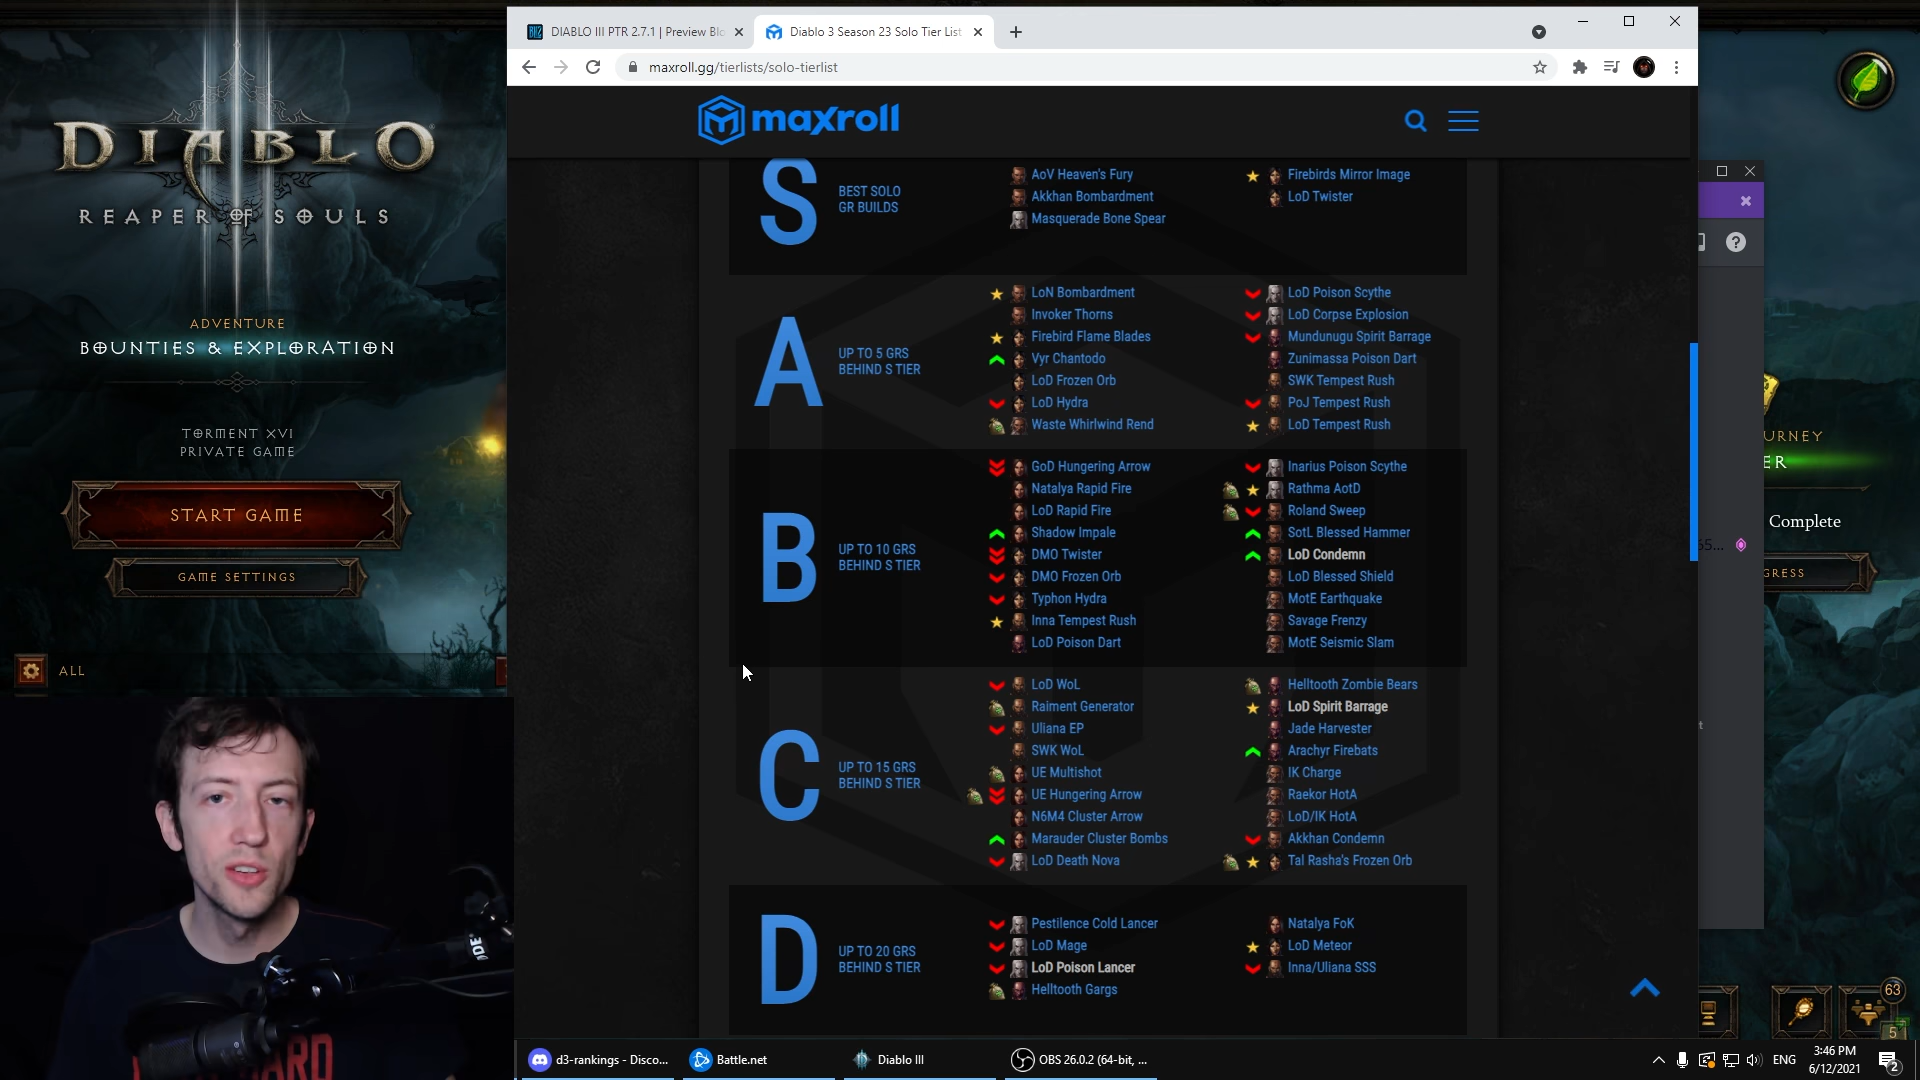 DIABLO III PTR 2.7.1 | Preview Blo
Diablo 3 Season 23 Solo Tier List
maxroll.gg/tierlists/solo-tierlist
maxroll
DIABLO
REAPER OF SOULS
ADVENTURE
BOUNTIES & EXPLORATION
TORMENT XVI
PRIVATE GAME
START GAME
GAME SETTINGS
ALL
S
BEST SOLO
GR BUILDS
AoV Heaven's Fury
Akkhan Bombardment
Masquerade Bone Spear
Firebirds Mirror Image
LoD Twister
A
UP TO 5 GRS
BEHIND S TIER
LoN Bombardment
Invoker Thorns
Firebird Flame Blades
Vyr Chantodo
LoD Frozen Orb
LoD Hydra
Waste Whirlwind Rend
LoD Poison Scythe
LoD Corpse Explosion
Mundunugu Spirit Barrage
Zunimassa Poison Dart
SWK Tempest Rush
PoJ Tempest Rush
LoD Tempest Rush
B
UP TO 10 GRS
BEHIND S TIER
GoD Hungering Arrow
Natalya Rapid Fire
LoD Rapid Fire
Shadow Impale
DMO Twister
DMO Frozen Orb
Typhon Hydra
Inna Tempest Rush
LoD Poison Dart
Inarius Poison Scythe
Rathma AotD
Roland Sweep
SotL Blessed Hammer
LoD Condemn
LoD Blessed Shield
MotE Earthquake
Savage Frenzy
MotE Seismic Slam
C
UP TO 15 GRS
BEHIND S TIER
LoD WoL
Raiment Generator
Uliana EP
SWK WoL
UE Multishot
UE Hungering Arrow
N6M4 Cluster Arrow
Marauder Cluster Bombs
LoD Death Nova
Helltooth Zombie Bears
LoD Spirit Barrage
Jade Harvester
Arachyr Firebats
IK Charge
Raekor HotA
LoD/IK HotA
Akkhan Condemn
Tal Rasha's Frozen Orb
D
UP TO 20 GRS
BEHIND S TIER
Pestilence Cold Lancer
LoD Mage
LoD Poison Lancer
Helltooth Gargs
Natalya FoK
LoD Meteor
Inna/Uliana SSS
URNEY
ER
Complete
55...
GRESS
t
63
5
d3-rankings - Disco...
Battle.net
Diablo III
OBS 26.0.2 (64-bit, ...
ENG
3:46 PM
6/12/2021
2